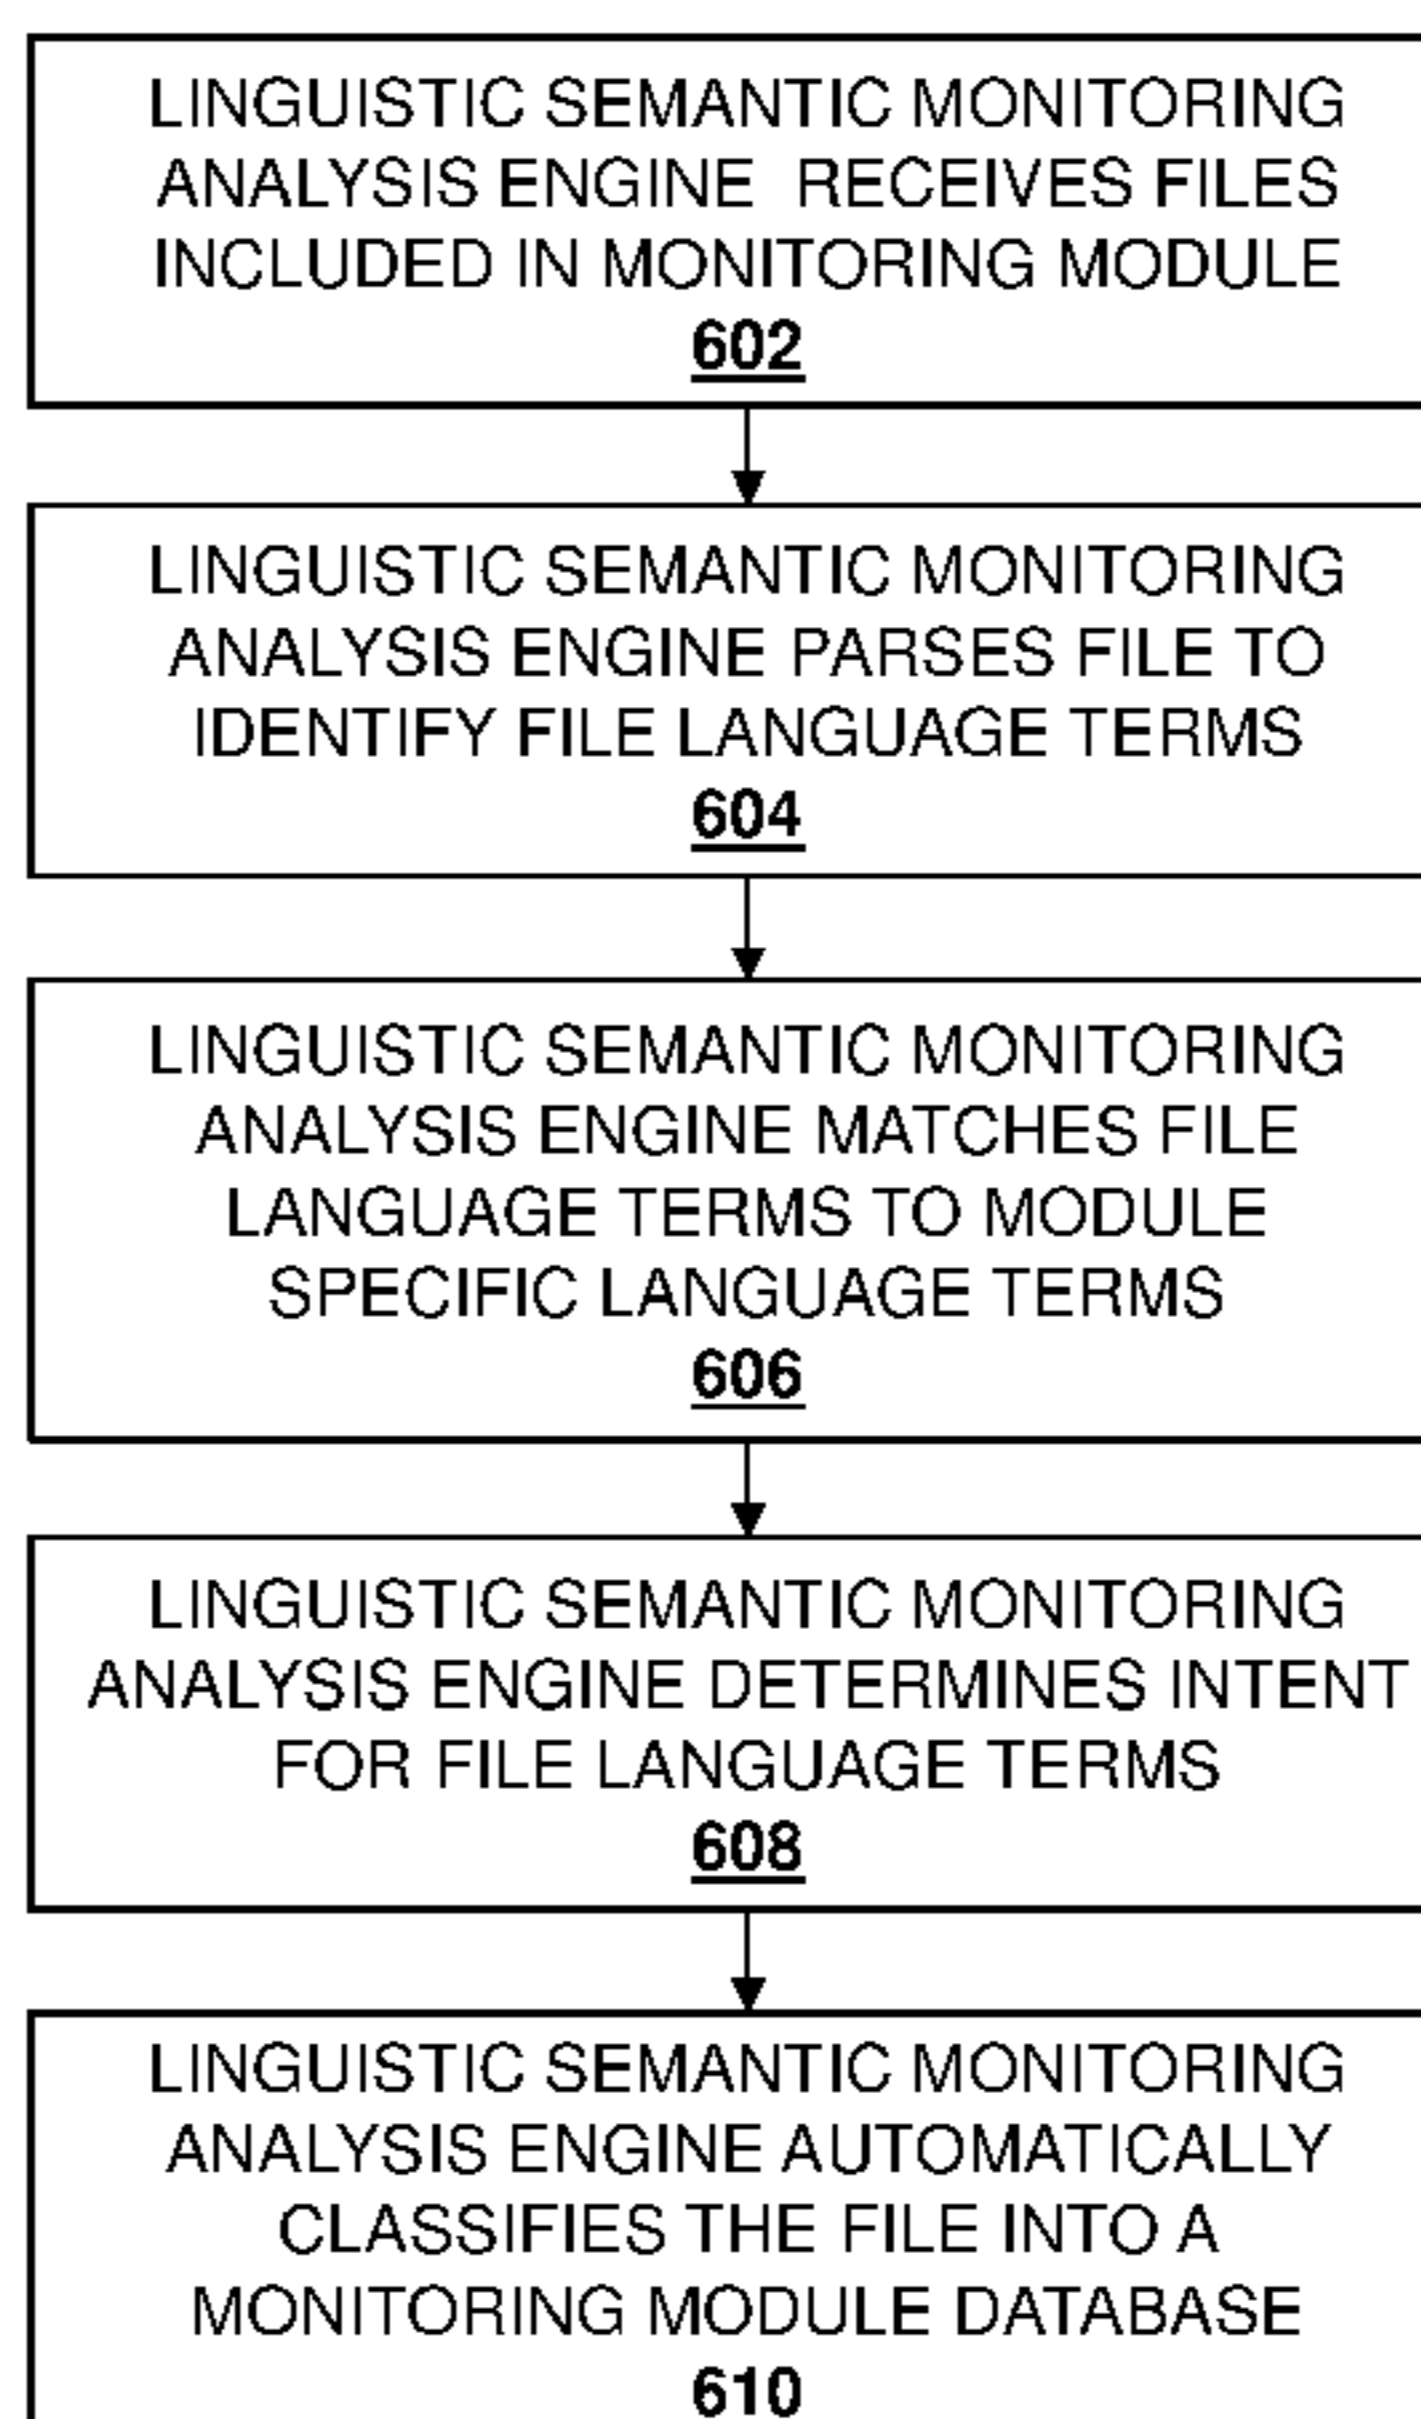 LINGUISTIC SEMANTIC MONITORING
ANALYSIS ENGINE RECEIVES FILES
INCLUDED IN MONITORING MODULE
602
LINGUISTIC SEMANTIC MONITORING
ANALYSIS ENGINE PARSES FILE TO
IDENTIFY FILE LANGUAGE TERMS
604
LINGUISTIC SEMANTIC MONITORING
ANALYSIS ENGINE MATCHES FILE
LANGUAGE TERMS TO MODULE
SPECIFIC LANGUAGE TERMS
606
LINGUISTIC SEMANTIC MONITORING
ANALYSIS ENGINE DETERMINES INTENT
FOR FILE LANGUAGE TERMS
608
LINGUISTIC SEMANTIC MONITORING
ANALYSIS ENGINE AUTOMATICALLY
CLASSIFIES THE FILE INTO A
MONITORING MODULE DATABASE
610